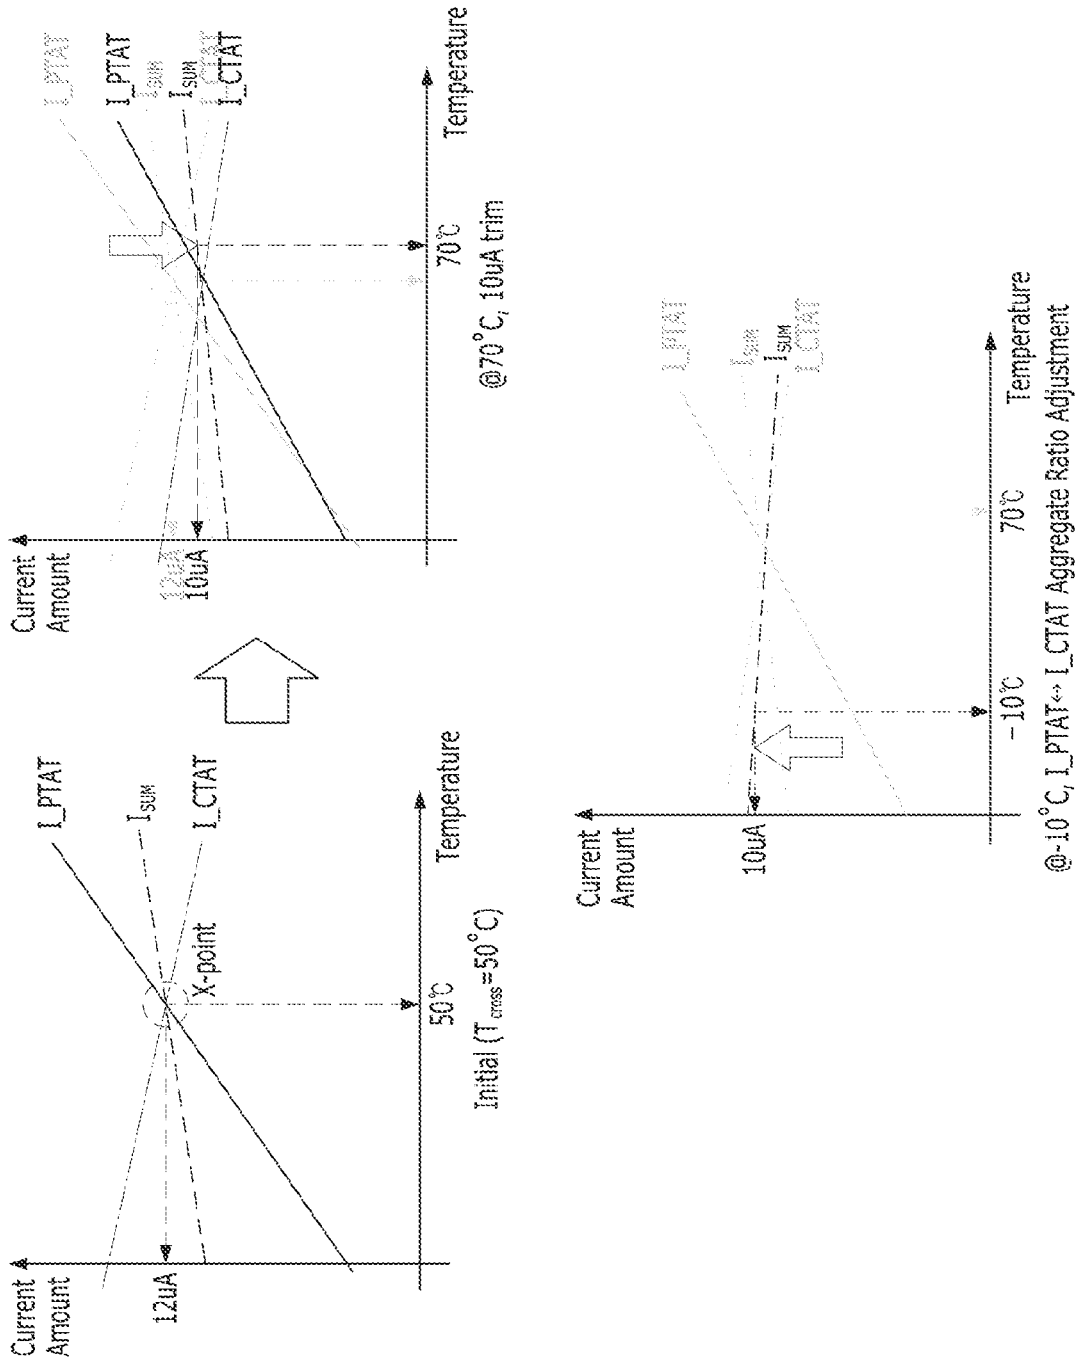 Current
Amount
I_PTAT
I_SUM
I_CTAT
X-point
12uA
50℃
Temperature
Initial (T_cross=50°C)
Current
Amount
I_PTAT
I_PTAT
I_SUM
I_SUM
I_CTAT
I_CTAT
12uA
10uA
70℃
Temperature
@70°C, 10uA trim
Current
Amount
I_PTAT
I_SUM
I_SUM
I_CTAT
10uA
-10℃
70℃
Temperature
@-10°C, I_PTAT↔ I_CTAT Aggregate Ratio Adjustment